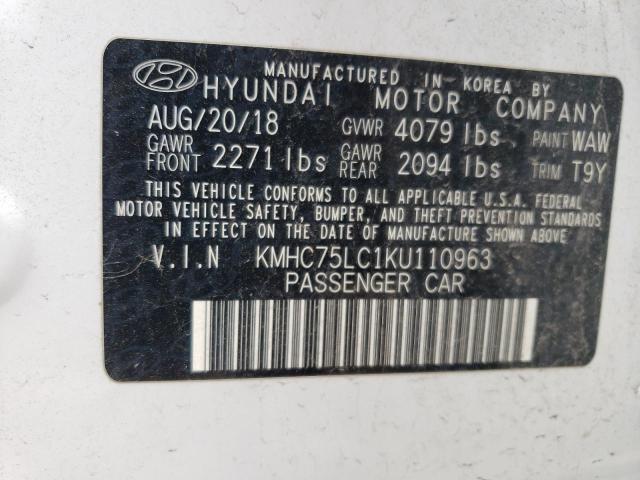 MANUFACTURED IN KOREA BY
HYUNDAI MOTOR COMPANY
AUG/20/18 GVWR 4079 lbs PAINT WAW
GAWR FRONT 2271 lbs GAWR REAR 2094 lbs TRIM T9Y
THIS VEHICLE CONFORMS TO ALL APPLICABLE U.S.A. FEDERAL
MOTOR VEHICLE SAFETY, BUMPER, AND THEFT PREVENTION STANDARDS
IN EFFECT ON THE DATE OF MANUFACTURE SHOWN ABOVE.
V.I.N KMHC75LC1KU110963
PASSENGER CAR